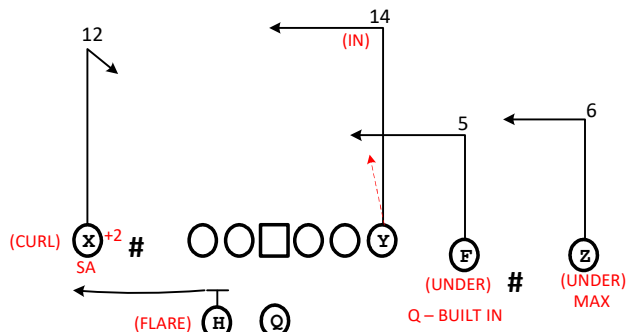 14
12
(IN)
6
5
(CURL) X +2 # Y
SA
F
Z
(UNDER) # (UNDER)
Q – BUILT IN MAX
(FLARE) H Q